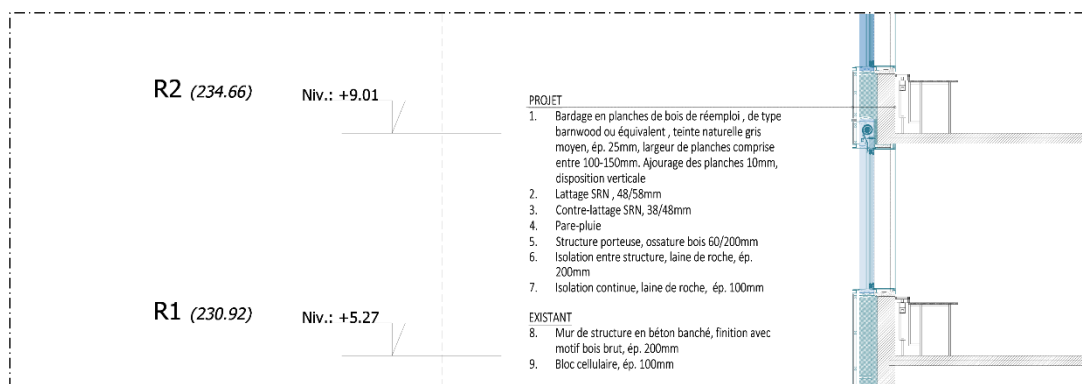 R2 (234.66) Niv.: +9.01
PROJET
1. Bardage en planches de bois de réemploi , de type
barnwood ou équivalent , teinte naturelle gris
moyen, ép. 25mm, largeur de planches comprise
entre 100-150mm. Ajourage des planches 10mm,
disposition verticale
2. Lattage SRN , 48/58mm
3. Contre-lattage SRN, 38/48mm
4. Pare-pluie
5. Structure porteuse, ossature bois 60/200mm
6. Isolation entre structure, laine de roche, ép.
200mm
7. Isolation continue, laine de roche, ép. 100mm
R1 (230.92) Niv.: +5.27
EXISTANT
8. Mur de structure en béton banché, finition avec
motif bois brut, ép. 200mm
9. Bloc cellulaire, ép. 100mm